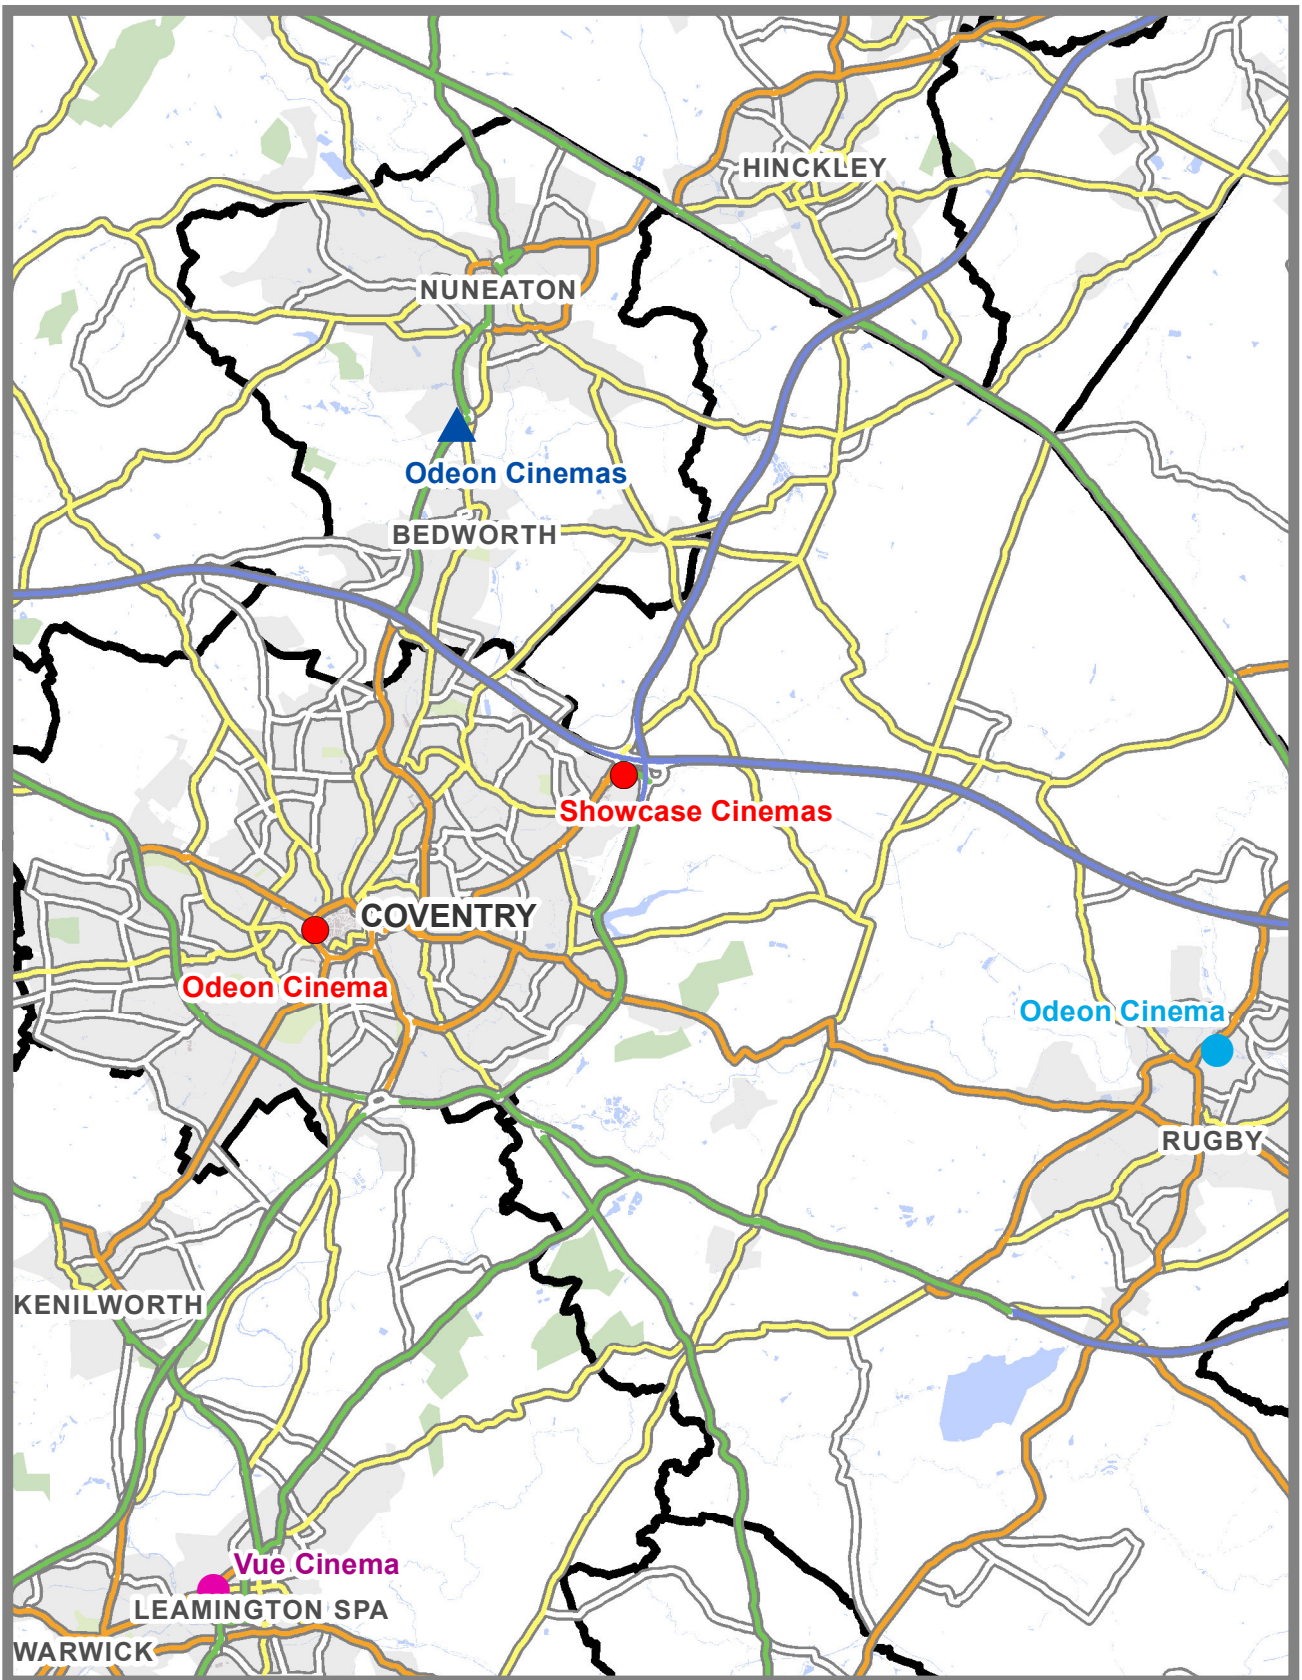 HINCKLEY
NUNEATON
Odeon Cinemas
BEDWORTH
Showcase Cinemas
COVENTRY
Odeon Cinema
Odeon Cinema
RUGBY
KENILWORTH
Vue Cinema
LEAMINGTON SPA
WARWICK